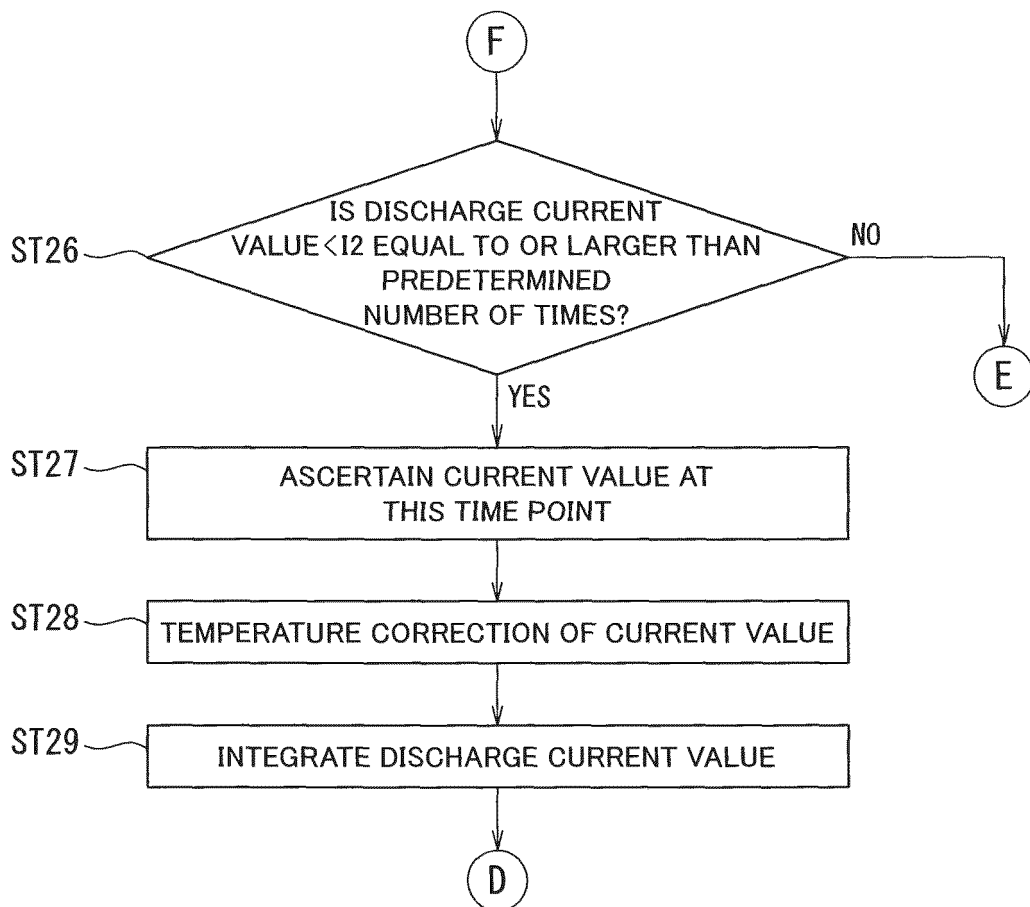 F
ST26
IS DISCHARGE CURRENT
VALUE<I2 EQUAL TO OR LARGER THAN
PREDETERMINED
NUMBER OF TIMES?
NO
E
YES
ST27
ASCERTAIN CURRENT VALUE AT
THIS TIME POINT
ST28
TEMPERATURE CORRECTION OF CURRENT VALUE
ST29
INTEGRATE DISCHARGE CURRENT VALUE
D